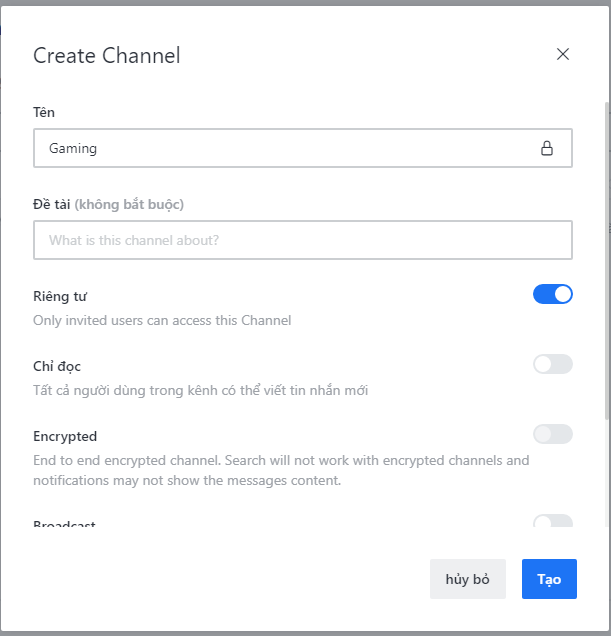 Create Channel
Tên
Gaming
Đề tài (không bắt buộc)
What is this channel about?
Riêng tư
Only invited users can access this Channel
Chỉ đọc
Tất cả người dùng trong kênh có thể viết tin nhắn mới
Encrypted
End to end encrypted channel. Search will not work with encrypted channels and
notifications may not show the messages content.
Broadcast
hủy bỏ
Tạo